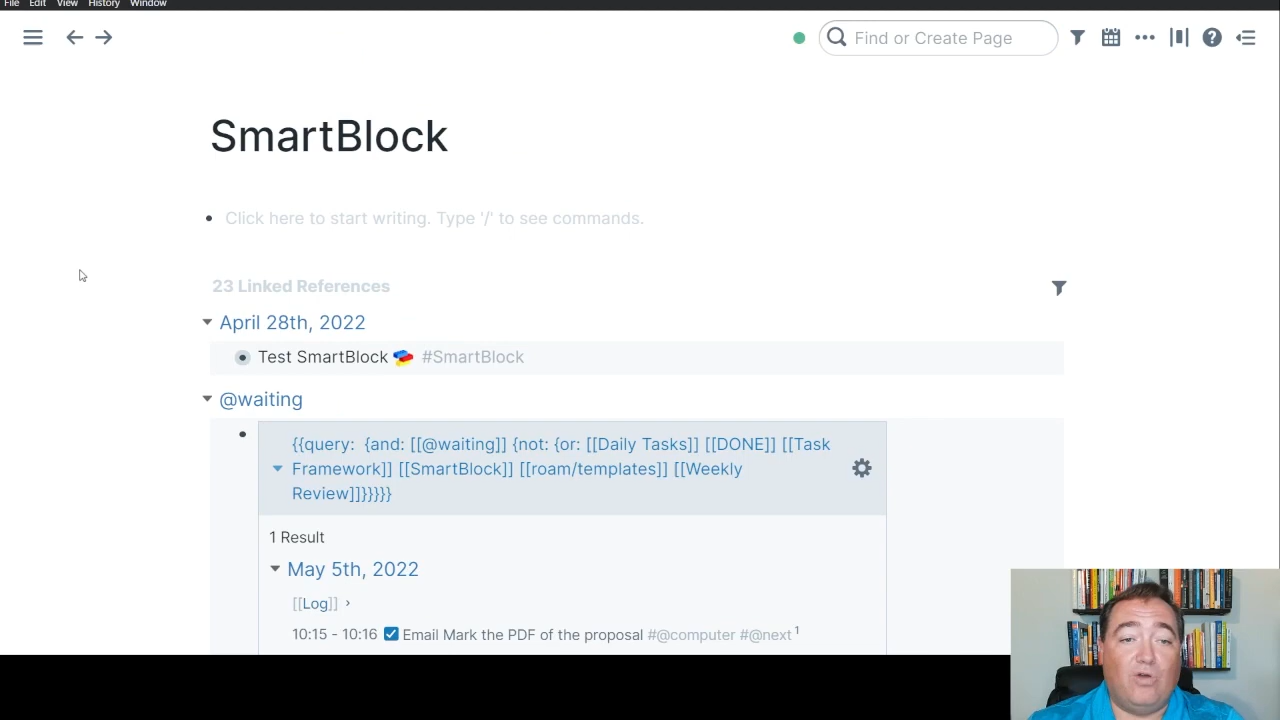 File Edit View History Window
Find or Create Page
SmartBlock
Click here to start writing. Type '/' to see commands.
23 Linked References
April 28th, 2022
Test SmartBlock #SmartBlock
@waiting
{{query: {and: [[@waiting]] {not: {or: [[Daily Tasks]] [[DONE]] [[Task
Framework]] [[SmartBlock]] [[roam/templates]] [[Weekly
Review]]}}}}}
1 Result
May 5th, 2022
[[Log]] ›
10:15 - 10:16 Email Mark the PDF of the proposal #@computer #@next 1